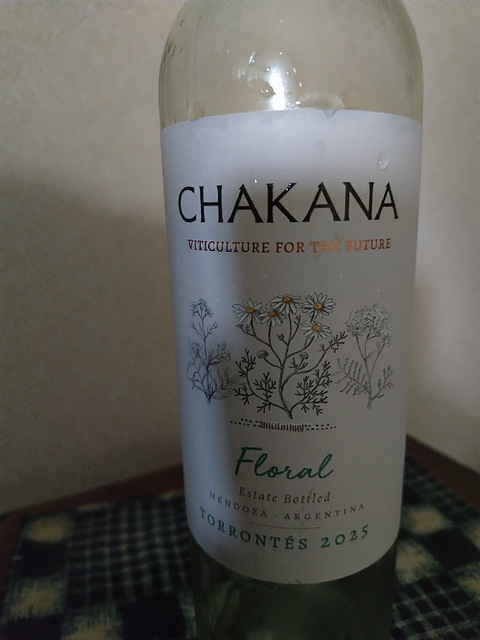 CHAKANA
VITICULTURE FOR THE FUTURE
Floral
Estate Bottled
MENDOZA · ARGENTINA
TORRONTÉS 2025